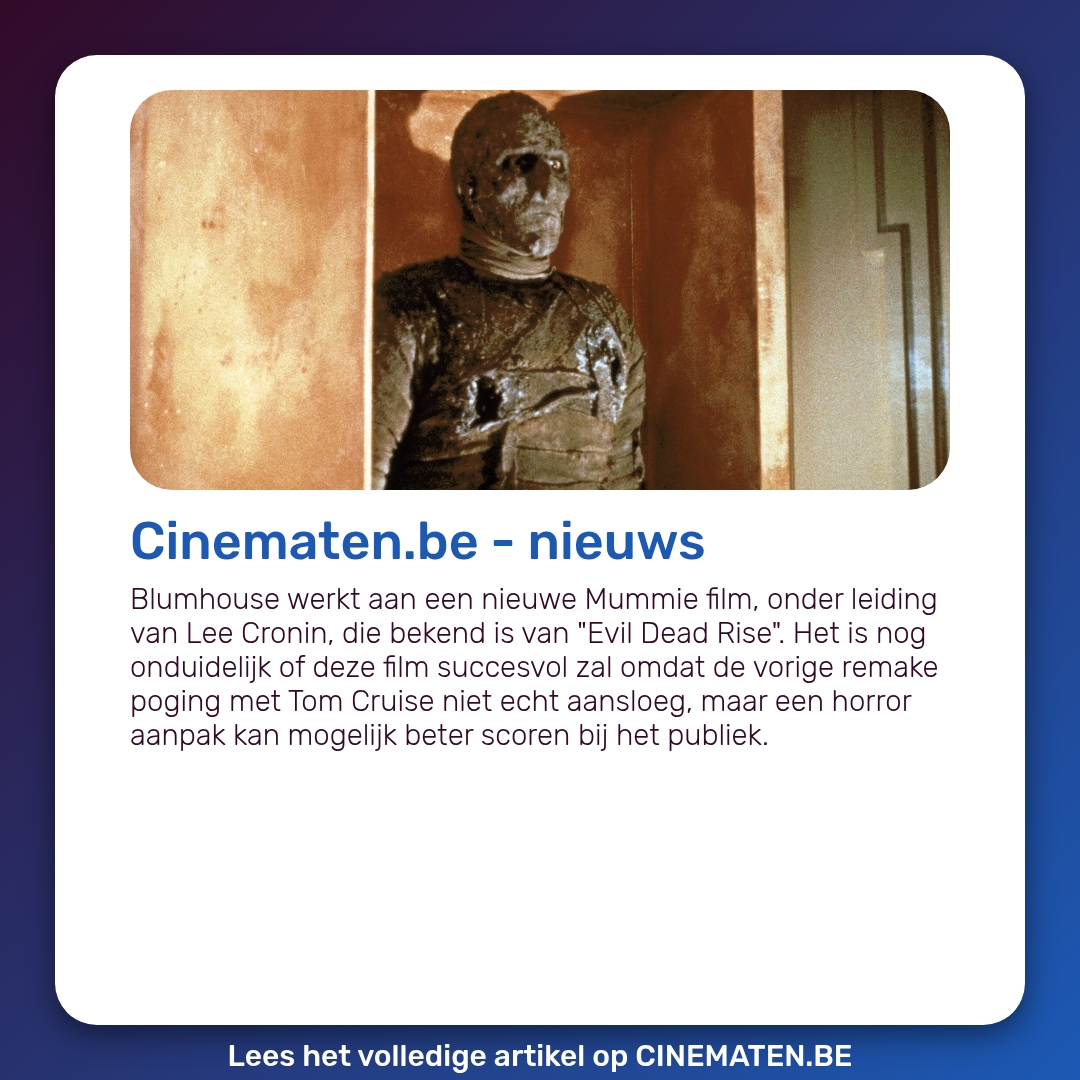 Cinematen.be - nieuws
Blumhouse werkt aan een nieuwe Mummie film, onder leiding
van Lee Cronin, die bekend is van "Evil Dead Rise". Het is nog
onduidelijk of deze film succesvol zal omdat de vorige remake
poging met Tom Cruise niet echt aansloeg, maar een horror
aanpak kan mogelijk beter scoren bij het publiek.
Lees het volledige artikel op CINEMATEN.BE